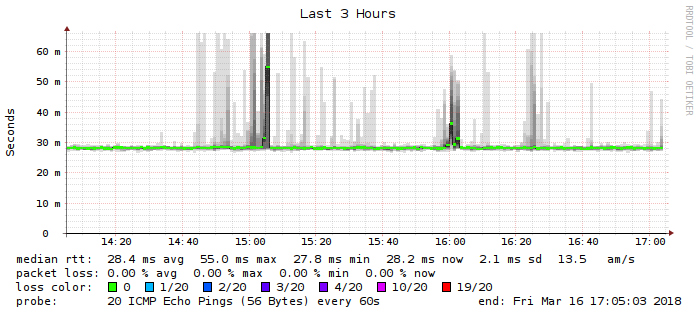 Last 3 Hours
RRDTOOL / TOBI OETIKER
Seconds
60 m
50 m
40 m
30 m
20 m
10 m
0
14:20 14:40 15:00 15:20 15:40 16:00 16:20 16:40 17:00
median rtt: 28.4 ms avg 55.0 ms max 27.8 ms min 28.2 ms now 2.1 ms sd 13.5 am/s
packet loss: 0.00 % avg 0.00 % max 0.00 % min 0.00 % now
loss color: 0 1/20 2/20 3/20 4/20 10/20 19/20
probe: 20 ICMP Echo Pings (56 Bytes) every 60s end: Fri Mar 16 17:05:03 2018